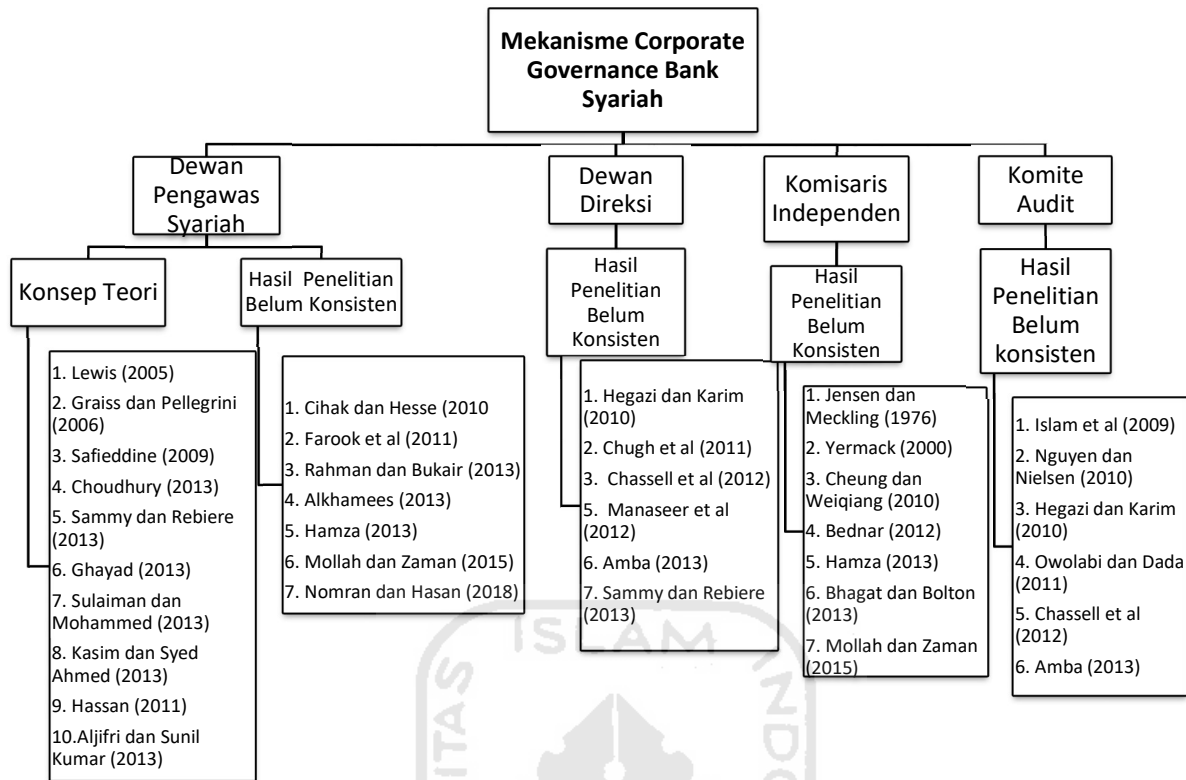 Mekanisme Corporate
Governance Bank
Syariah
Dewan
Pengawas
Syariah
Dewan
Direksi
Komisaris
Independen
Komite
Audit
Konsep Teori
Hasil Penelitian
Belum Konsisten
Hasil
Penelitian
Belum
Konsisten
Hasil
Penelitian
Belum
Konsisten
Hasil
Penelitian
Belum
konsisten
1. Lewis (2005)
2. Graiss dan Pellegrini
(2006)
3. Safieddine (2009)
4. Choudhury (2013)
5. Sammy dan Rebiere
(2013)
6. Ghayad (2013)
7. Sulaiman dan
Mohammed (2013)
8. Kasim dan Syed
Ahmed (2013)
9. Hassan (2011)
10.Aljifri dan Sunil
Kumar (2013)
1. Cihak dan Hesse (2010
2. Farook et al (2011)
3. Rahman dan Bukair (2013)
4. Alkhamees (2013)
5. Hamza (2013)
6. Mollah dan Zaman (2015)
7. Nomran dan Hasan (2018)
1. Hegazi dan Karim
(2010)
2. Chugh et al (2011)
3. Chassell et al (2012)
5. Manaseer et al
(2012)
6. Amba (2013)
7. Sammy dan Rebiere
(2013)
1. Jensen dan
Meckling (1976)
2. Yermack (2000)
3. Cheung dan
Weiqiang (2010)
4. Bednar (2012)
5. Hamza (2013)
6. Bhagat dan Bolton
(2013)
7. Mollah dan Zaman
(2015)
1. Islam et al (2009)
2. Nguyen dan
Nielsen (2010)
3. Hegazi dan Karim
(2010)
4. Owolabi dan Dada
(2011)
5. Chassell et al
(2012)
6. Amba (2013)
ISLAM